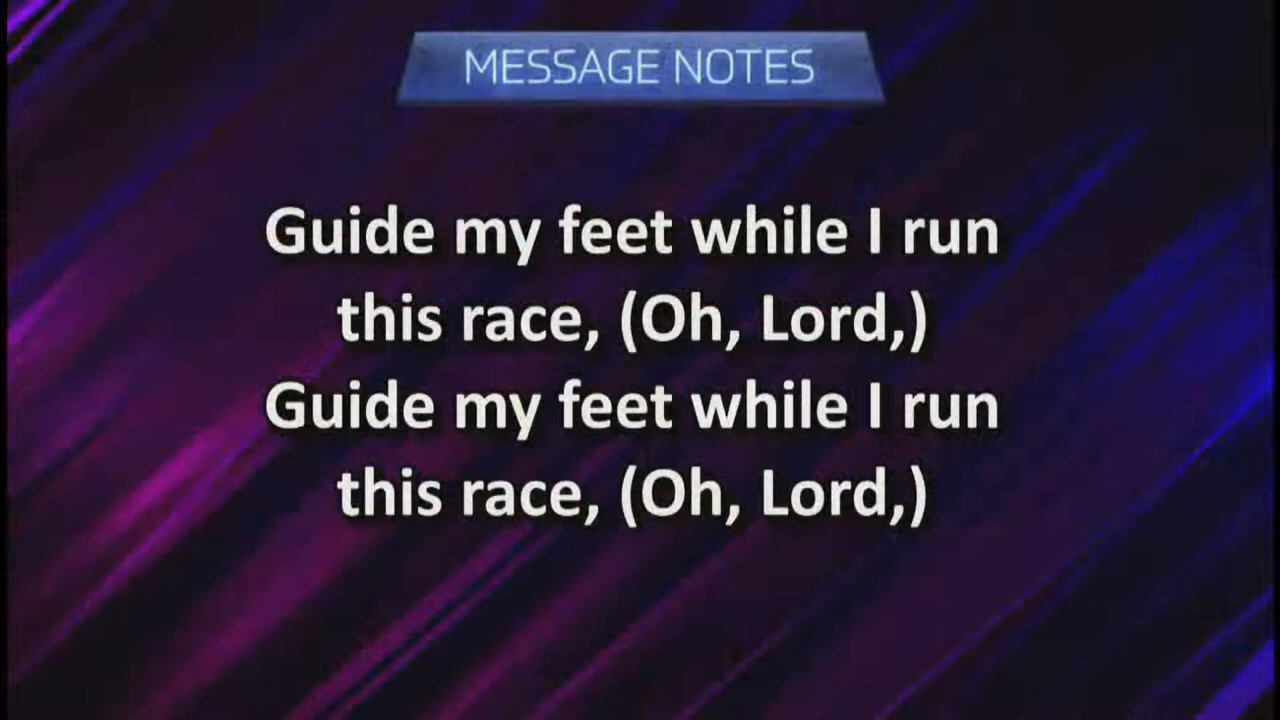 MESSAGE NOTES
Guide my feet while I run
this race, (Oh, Lord,)
Guide my feet while I run
this race, (Oh, Lord,)